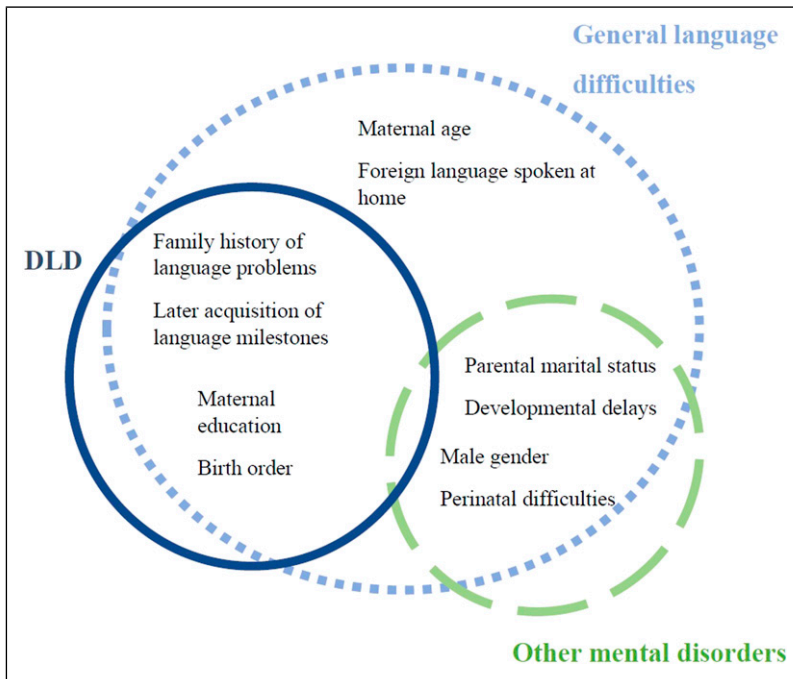 General language
difficulties
Maternal age
Foreign language spoken at
home
DLD
Family history of
language problems
Later acquisition of
language milestones
Maternal
education
Birth order
Parental marital status
Developmental delays
Male gender
Perinatal difficulties
Other mental disorders